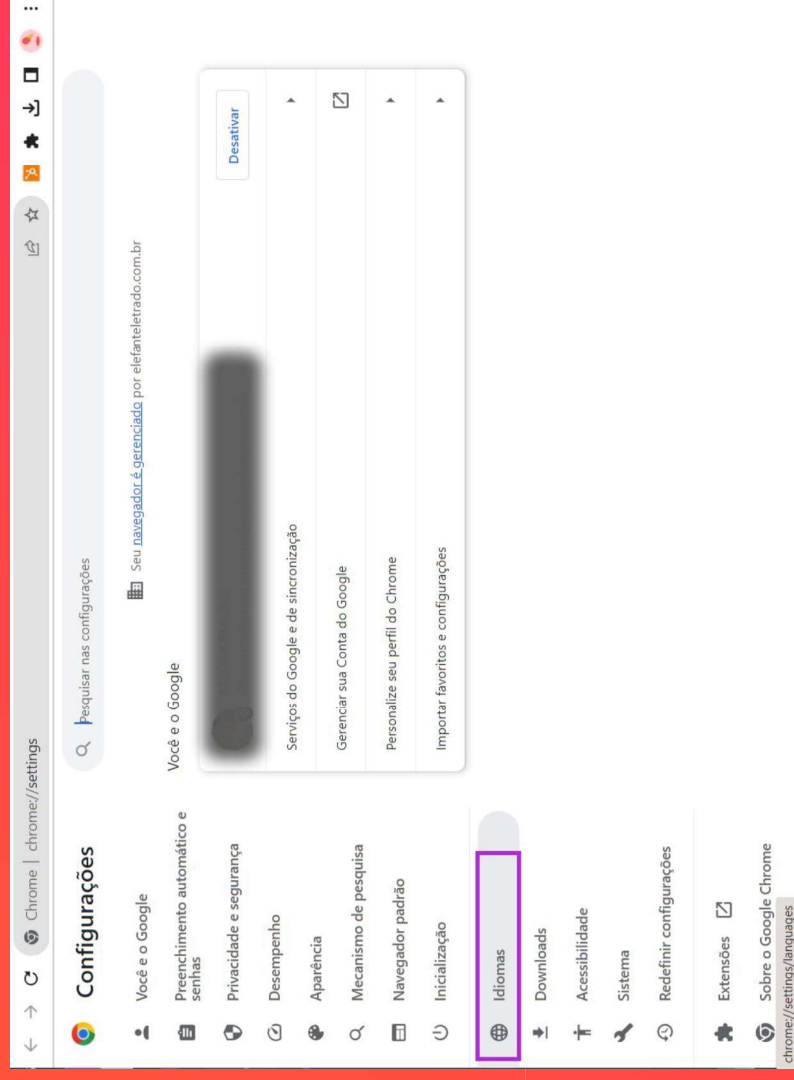 Chrome | chrome://settings
Configurações
Pesquisar nas configurações
Você e o Google
Preenchimento automático e
senhas
Privacidade e segurança
Desempenho
Aparência
Mecanismo de pesquisa
Navegador padrão
Inicialização
Idiomas
Downloads
Acessibilidade
Sistema
Redefinir configurações
Extensões
Sobre o Google Chrome
chrome://settings/languages
Seu navegador é gerenciado por elefanteletrado.com.br
Você e o Google
Desativar
Serviços do Google e de sincronização
Gerenciar sua Conta do Google
Personalize seu perfil do Chrome
Importar favoritos e configurações